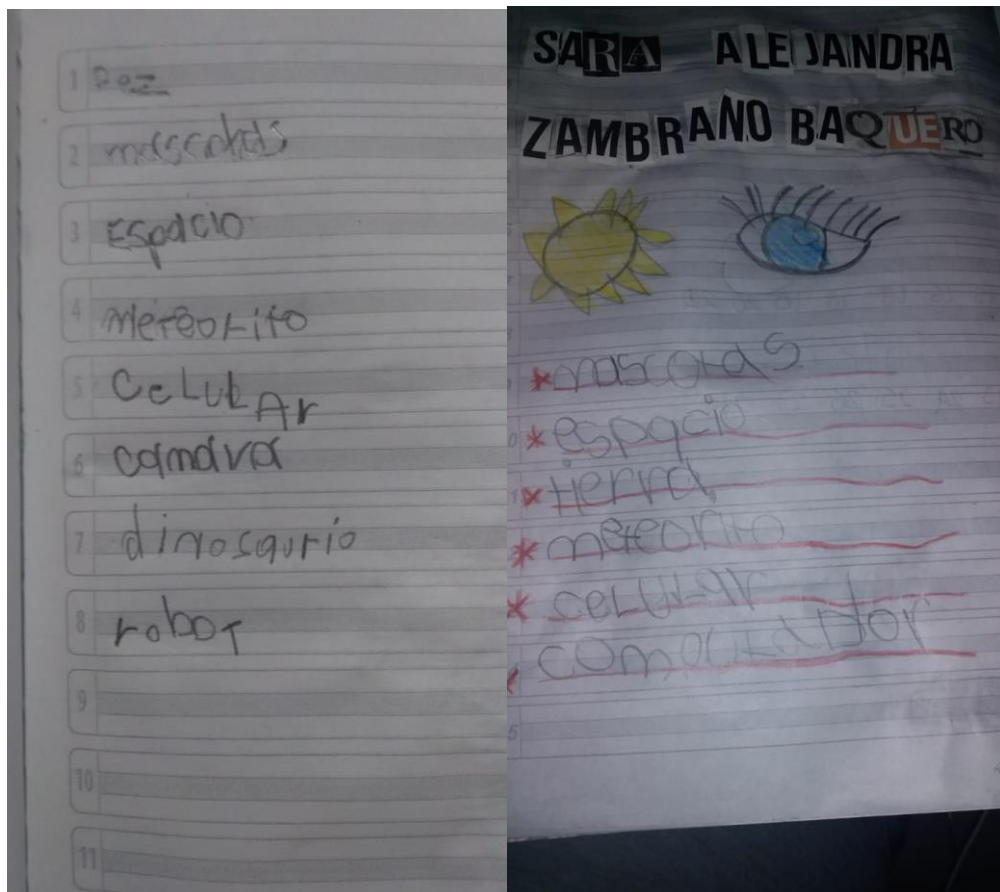 1 Pez
2 mascotas
3 Espacio
4 meteorito
5 CeLuLAr
6 camara
7 dinosaurio
8 roboT
9
10
11
SARA ALEJANDRA
ZAMBRANO BAQUERO
*mascotas
*espacio
*tierra
*meteorito
*ceLuLar
computador